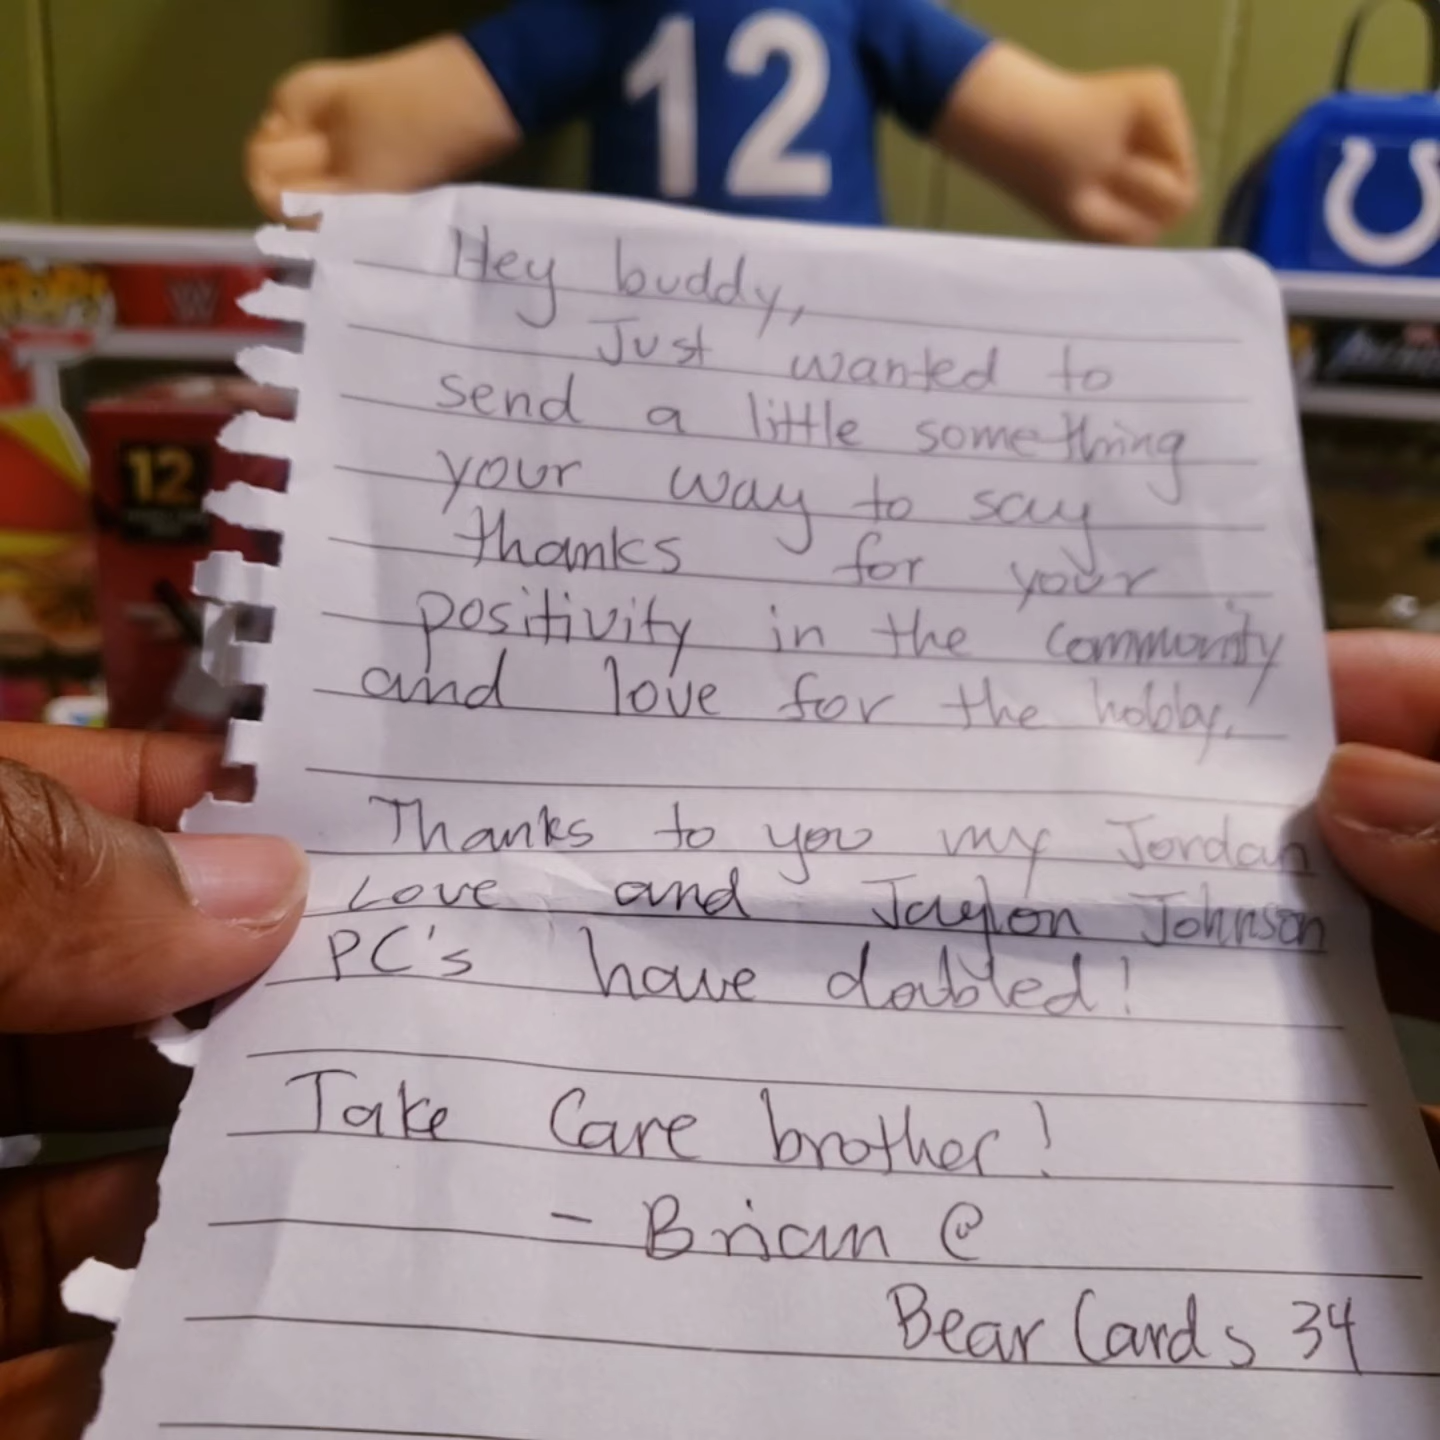 12
12
Hey buddy,
Just wanted to
send a little something
your way to say
thanks for your
positivity in the community
and love for the hobby.
Thanks to you my Jordan
Love and Jaylon Johnson
PC's have doubled!
Take Care brother!
- Brian @
Bear Cards 34